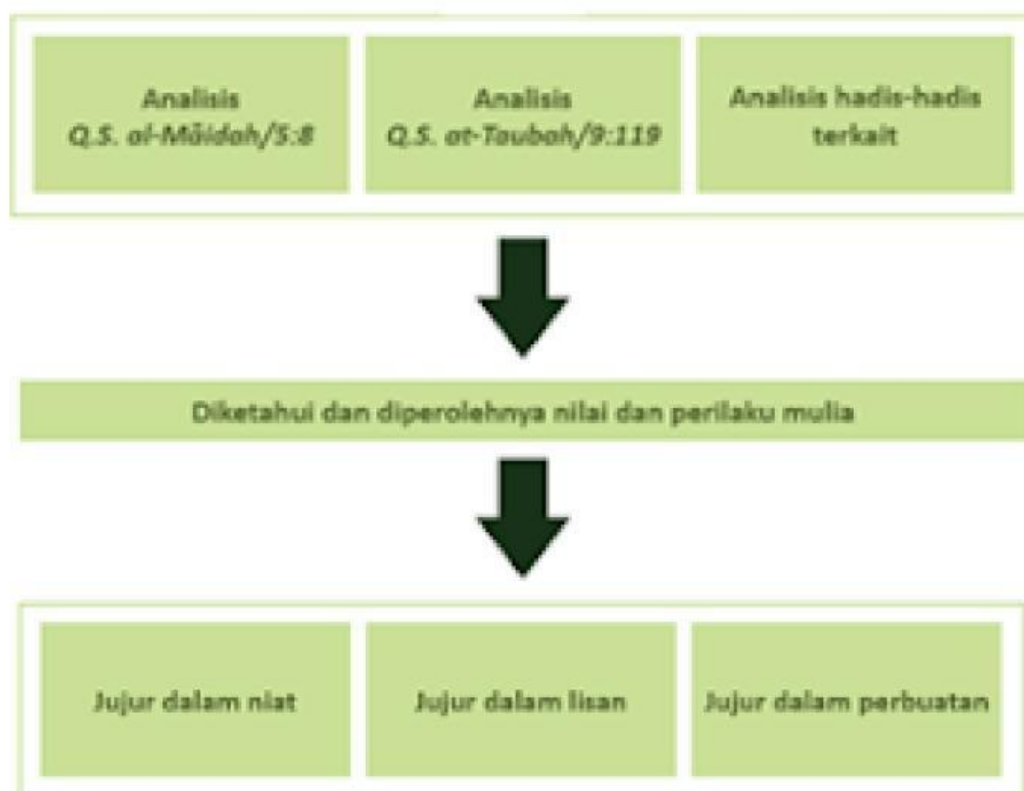 Analisis
Q.S. al-Māidah/5:8
Analisis
Q.S. at-Taubah/9:119
Analisis hadis-hadis
terkait
Diketahui dan diperolehnya nilai dan perilaku mulia
Jujur dalam niat
Jujur dalam lisan
Jujur dalam perbuatan